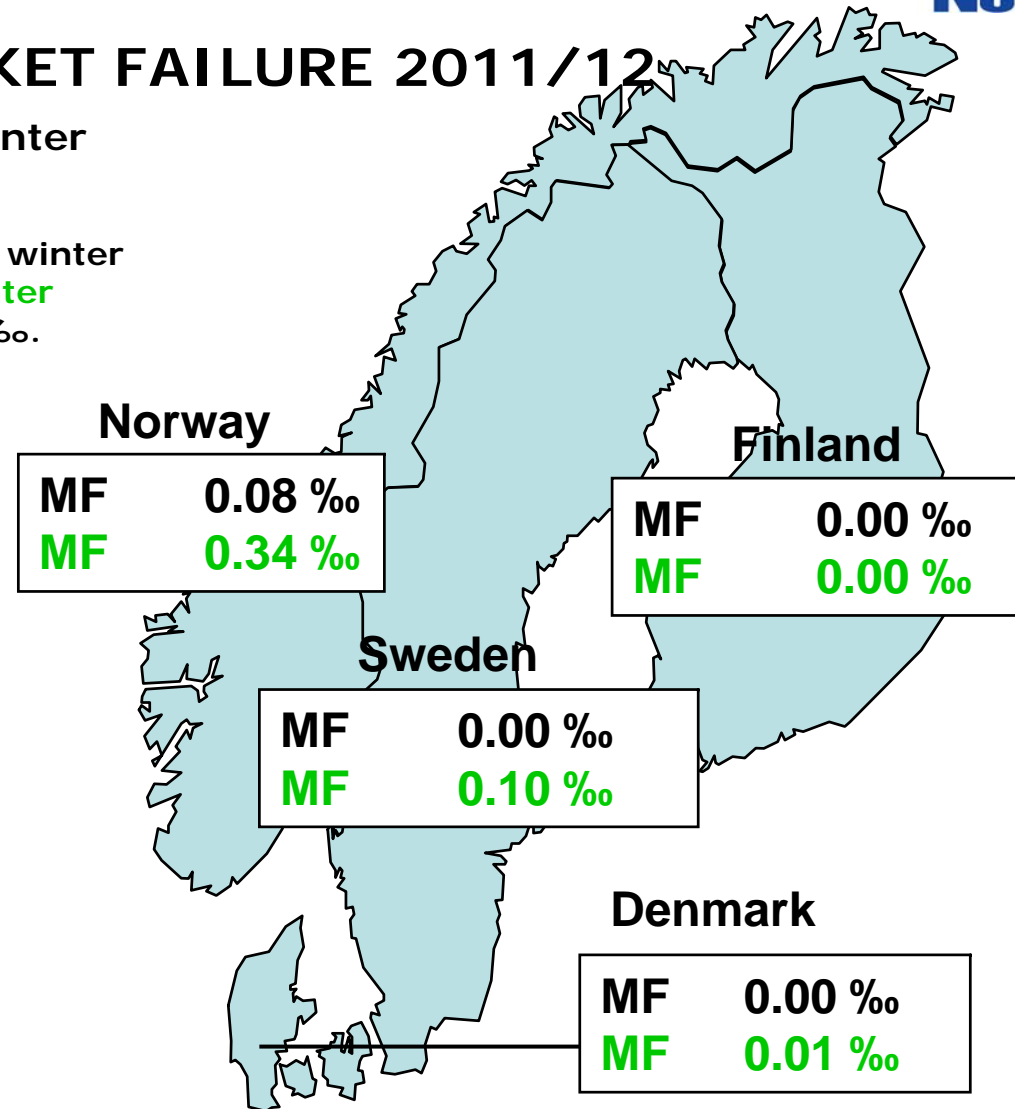 KET FAILURE 2011/12
nter
winter
ter
‰.
Norway
MF 0.08 ‰
MF 0.34 ‰
Finland
MF 0.00 ‰
MF 0.00 ‰
Sweden
MF 0.00 ‰
MF 0.10 ‰
Denmark
MF 0.00 ‰
MF 0.01 ‰